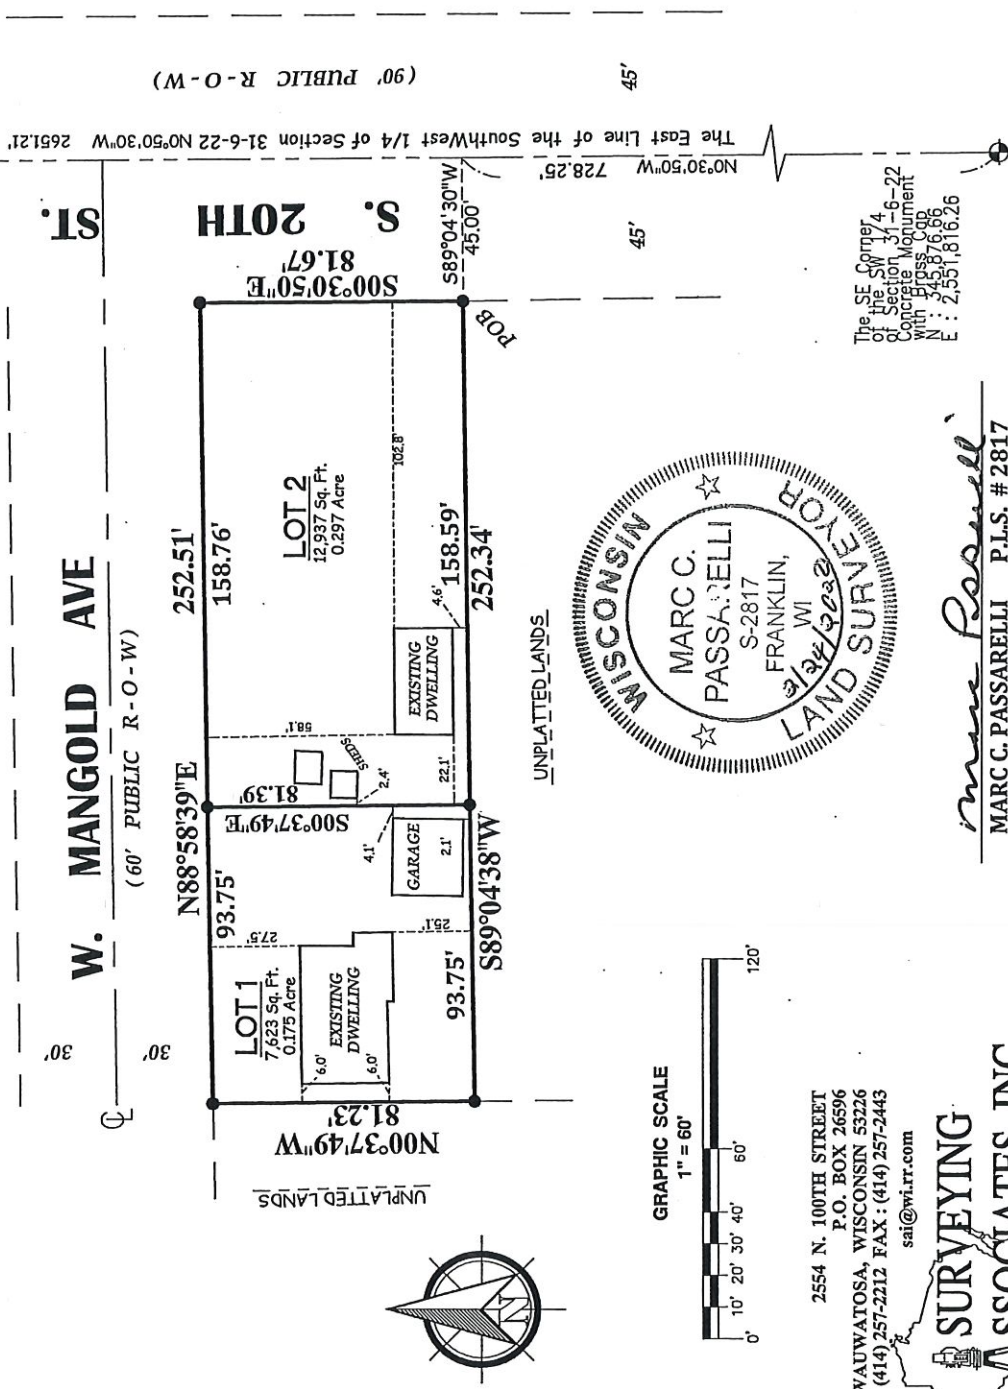 W. MANGOLD AVE
(60' PUBLIC R-O-W)
30'
30'
CL
ST.
S. 20TH
(90' PUBLIC R-O-W)
45'
45'
The East Line of the SouthWest 1/4 of Section 31-6-22 N0°50'30"W 2651.21'
N0°30'50"W 728.25'
S89°04'30"W
45.00'
N88°58'39"E 252.51'
93.75'
158.76'
LOT 1
7,623 Sq. Ft.
0.175 Acre
27.5'
EXISTING
DWELLING
6.0'
6.0'
25.1'
93.75'
N00°37'49"W
81.23'
UNPLATTED LANDS
S00°37'49"E
81.39'
4.1'
GARAGE
2.1'
SHEDS
2.4'
58.1'
22.1'
EXISTING
DWELLING
4.6'
LOT 2
12,937 Sq. Ft.
0.297 Acre
102.8'
158.59'
S89°04'38"W 252.34'
S00°30'50"E
81.67'
POB
UNPLATTED LANDS
The SE Corner
of the SW 1/4
of Section 31-6-22
Concrete Monument
with Brass Cap
N : 345,876.66
E : 2,551,816.26
N
GRAPHIC SCALE
1" = 60'
0' 10' 20' 30' 40' 60' 120'
WISCONSIN
MARC C.
PASSARELLI
S-2817
FRANKLIN,
WI
LAND SURVEYOR
Marc Passarelli
MARC C. PASSARELLI P.L.S. # 2817
2554 N. 100TH STREET
P.O. BOX 26596
WAUWATOSA, WISCONSIN 53226
(414) 257-2212 FAX : (414) 257-2443
sai@wi.rr.com
SURVEYING
ASSOCIATES, INC